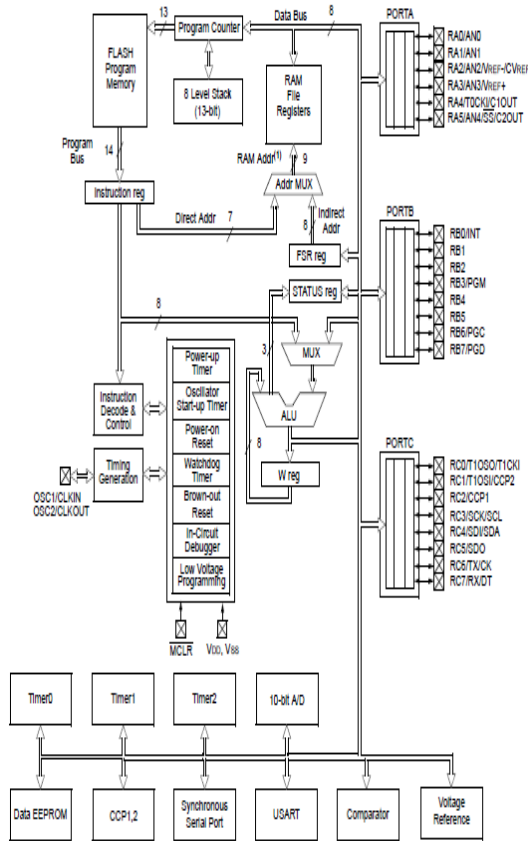 13
Program Counter
Data Bus
8
PORTA
FLASH
Program
Memory
8 Level Stack
(13-bit)
RAM
File
Registers
RA0/AN0
RA1/AN1
RA2/AN2/VREF-/CVREF
RA3/AN3/VREF+
RA4/T0CKI/C1OUT
RA5/AN4/SS/C2OUT
Program
Bus
14
RAM Addr(1)
9
Instruction reg
Addr MUX
Direct Addr
7
8
Indirect
Addr
FSR reg
STATUS reg
PORTB
RB0/INT
RB1
RB2
RB3/PGM
RB4
RB5
RB6/PGC
RB7/PGD
8
3
MUX
ALU
8
W reg
Power-up
Timer
Oscillator
Start-up Timer
Power-on
Reset
Watchdog
Timer
Brown-out
Reset
In-Circuit
Debugger
Low Voltage
Programming
Instruction
Decode &
Control
Timing
Generation
OSC1/CLKIN
OSC2/CLKOUT
MCLR
VDD, VSS
PORTC
RC0/T1OSO/T1CKI
RC1/T1OSI/CCP2
RC2/CCP1
RC3/SCK/SCL
RC4/SDI/SDA
RC5/SDO
RC6/TX/CK
RC7/RX/DT
Timer0
Timer1
Timer2
10-bit A/D
Data EEPROM
CCP1,2
Synchronous
Serial Port
USART
Comparator
Voltage
Reference